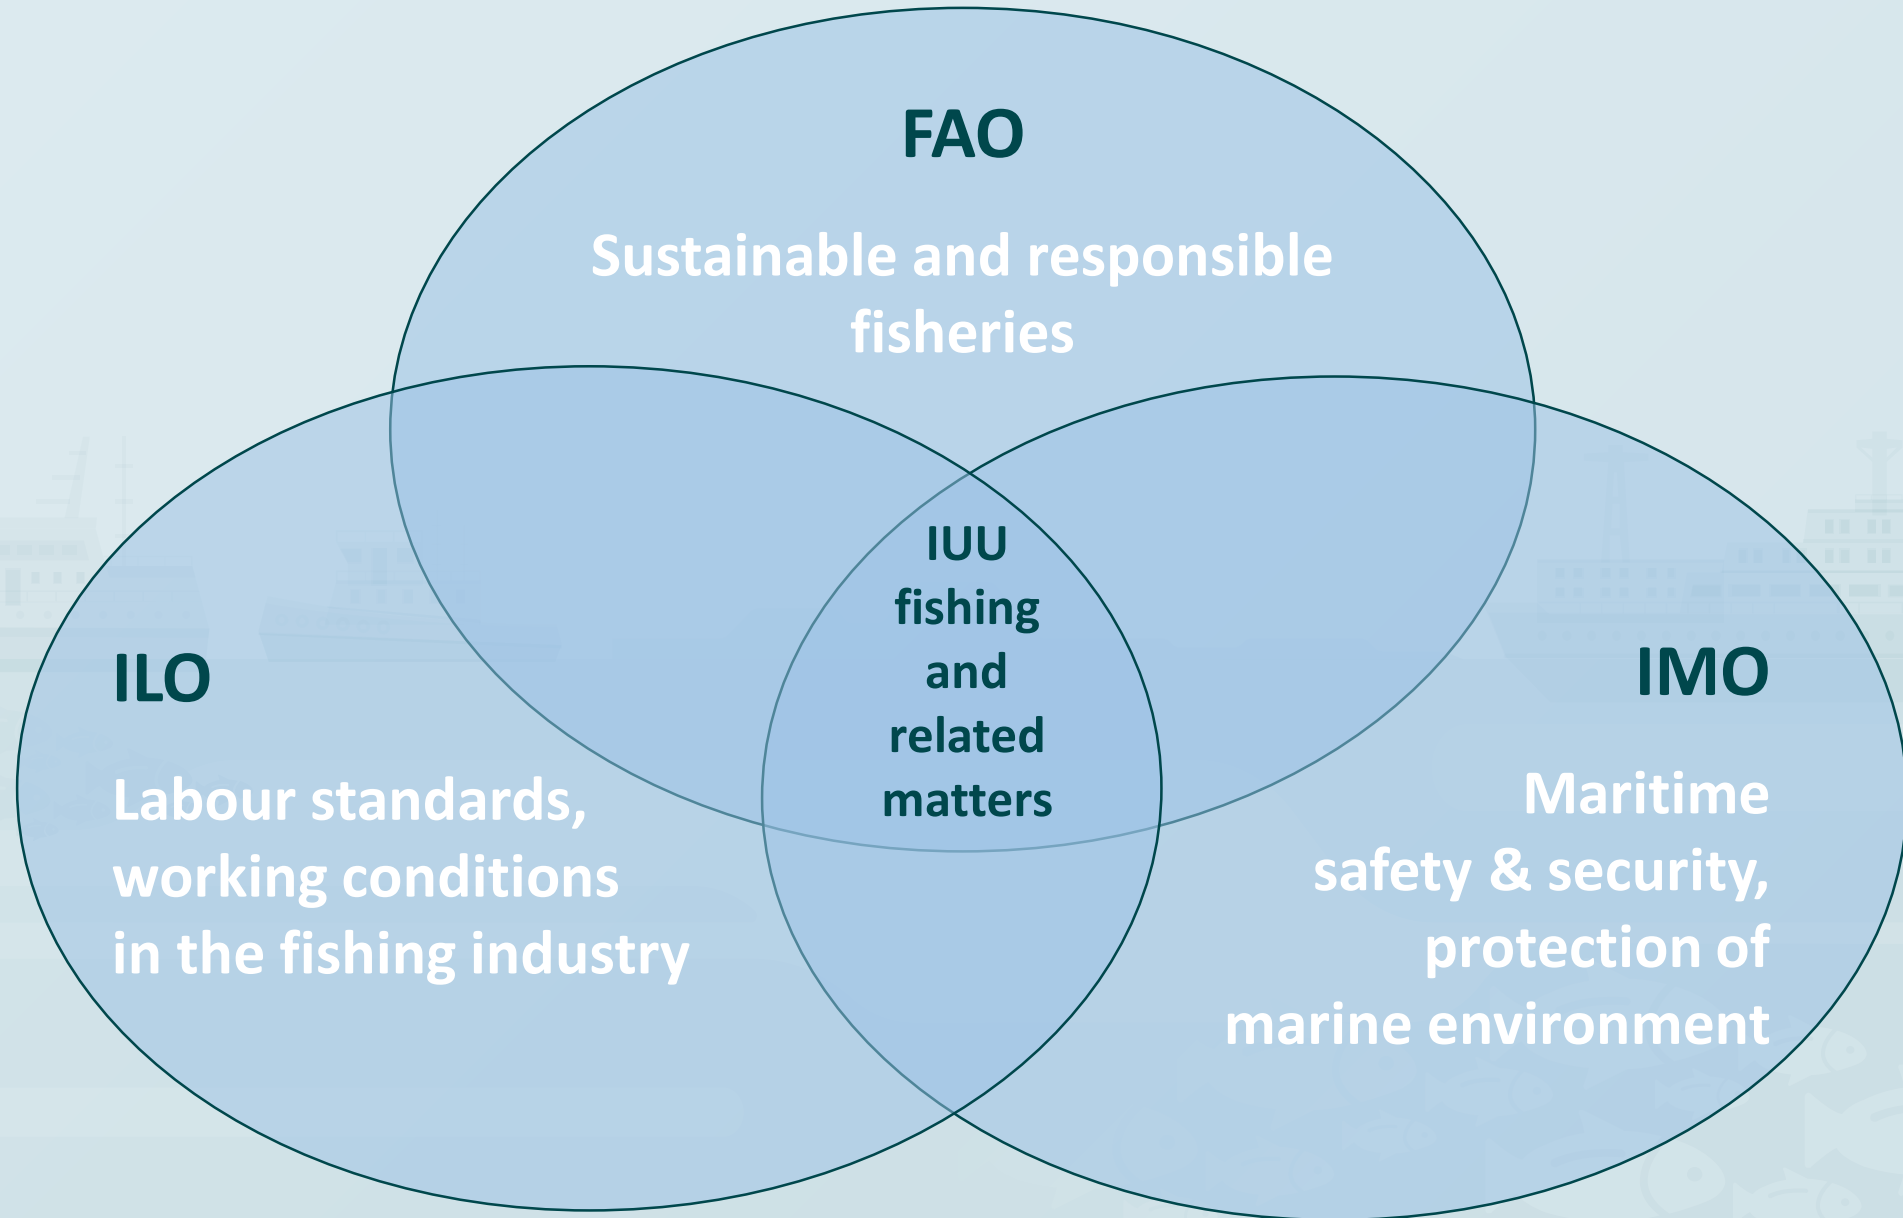 FAO
Sustainable and responsible
fisheries
IUU
fishing
and
related
matters
ILO
Labour standards,
working conditions
in the fishing industry
IMO
Maritime
safety & security,
protection of
marine environment